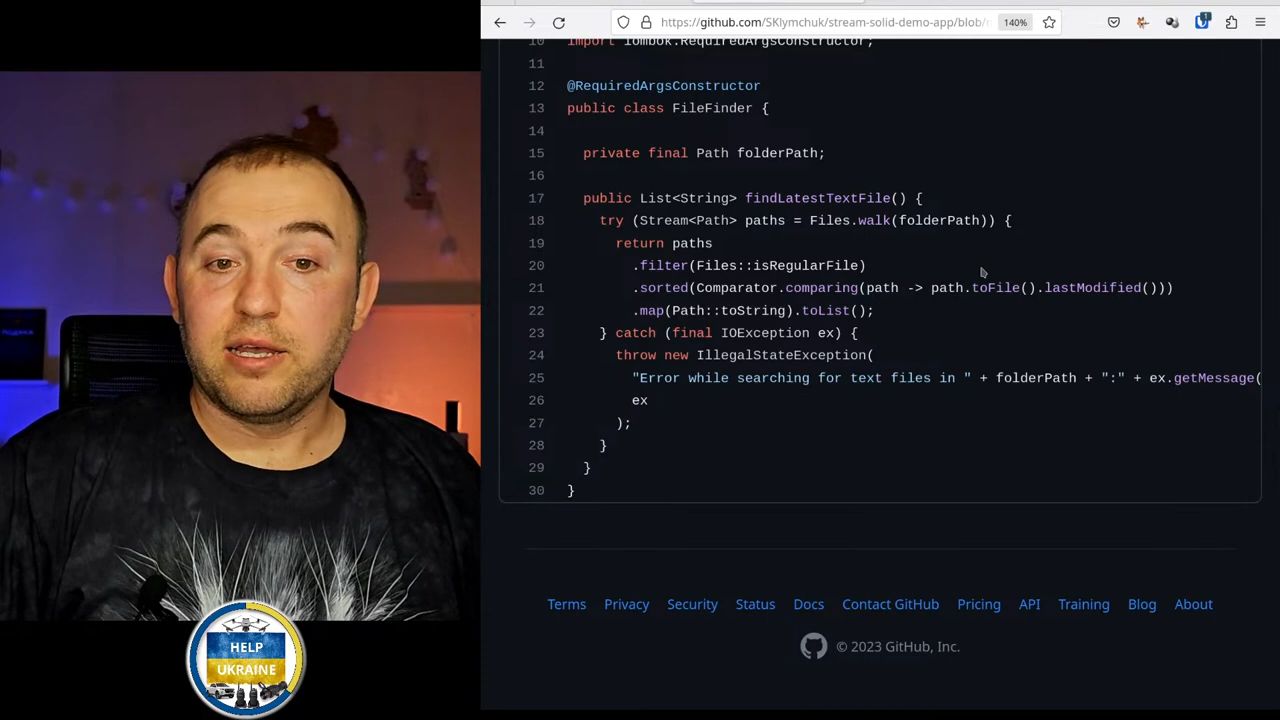 https://github.com/SKlymchuk/stream-solid-demo-app/blob/
140%
1
10 import lombok.RequiredArgsConstructor;
11
12 @RequiredArgsConstructor
13 public class FileFinder {
14
15 private final Path folderPath;
16
17 public List<String> findLatestTextFile() {
18 try (Stream<Path> paths = Files.walk(folderPath)) {
19 return paths
20 .filter(Files::isRegularFile)
21 .sorted(Comparator.comparing(path -> path.toFile().lastModified()))
22 .map(Path::toString).toList();
23 } catch (final IOException ex) {
24 throw new IllegalStateException(
25 "Error while searching for text files in " + folderPath + ":" + ex.getMessage(
26 ex
27 );
28 }
29 }
30 }
Terms Privacy Security Status Docs Contact GitHub Pricing API Training Blog About
© 2023 GitHub, Inc.
HELP
UKRAINE